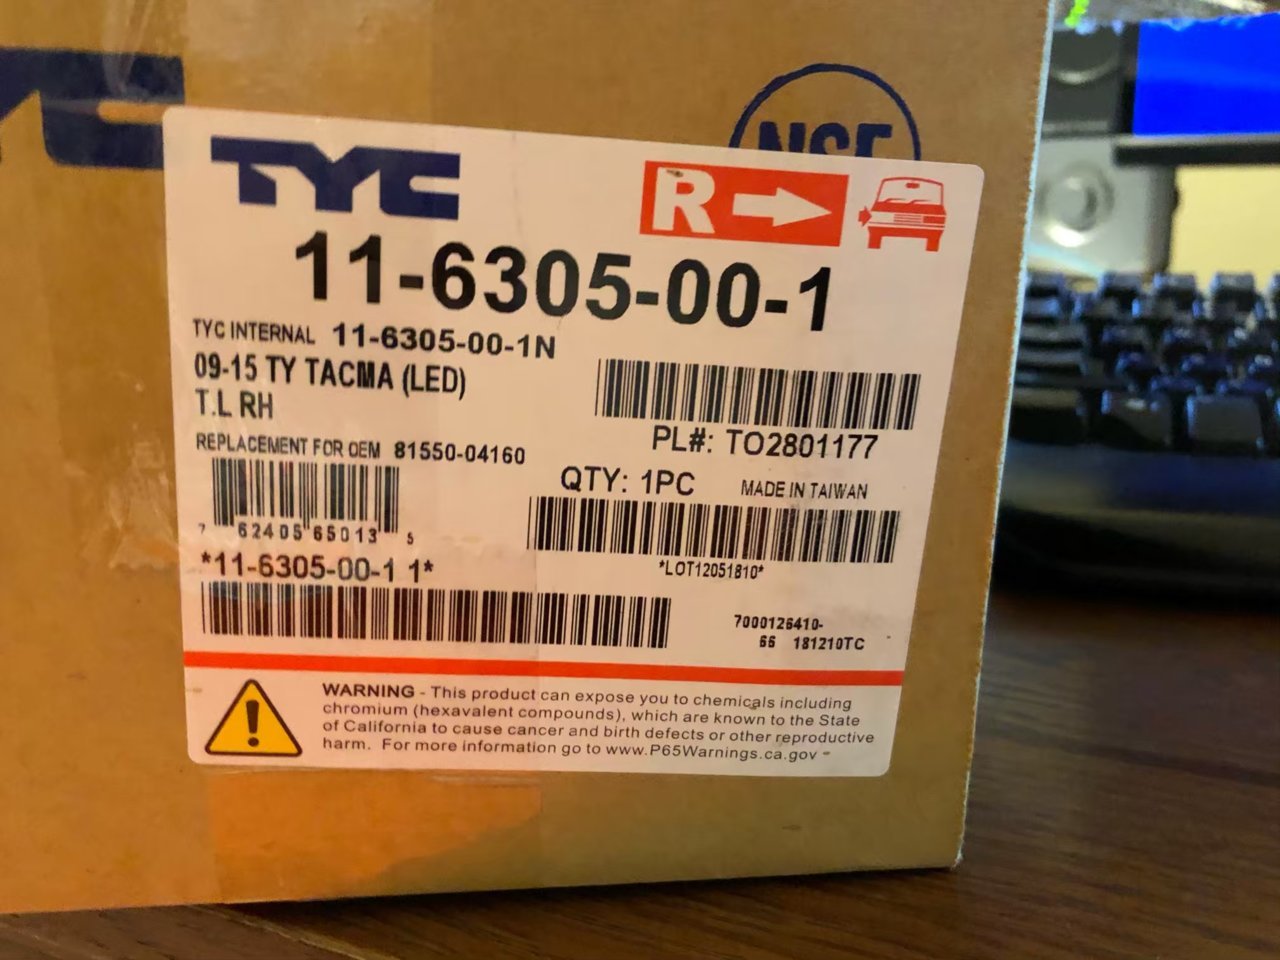 TYC
NSF
TYC
R
11-6305-00-1
TYC INTERNAL 11-6305-00-1N
09-15 TY TACMA (LED)
T.L RH
REPLACEMENT FOR OEM 81550-04160
PL#: TO2801177
QTY: 1PC MADE IN TAIWAN
7 62405 65013 5
*11-6305-00-1 1*
*LOT12051810*
7000126410-
66 181210TC
WARNING - This product can expose you to chemicals including
chromium (hexavalent compounds), which are known to the State
of California to cause cancer and birth defects or other reproductive
harm. For more information go to www.P65Warnings.ca.gov -